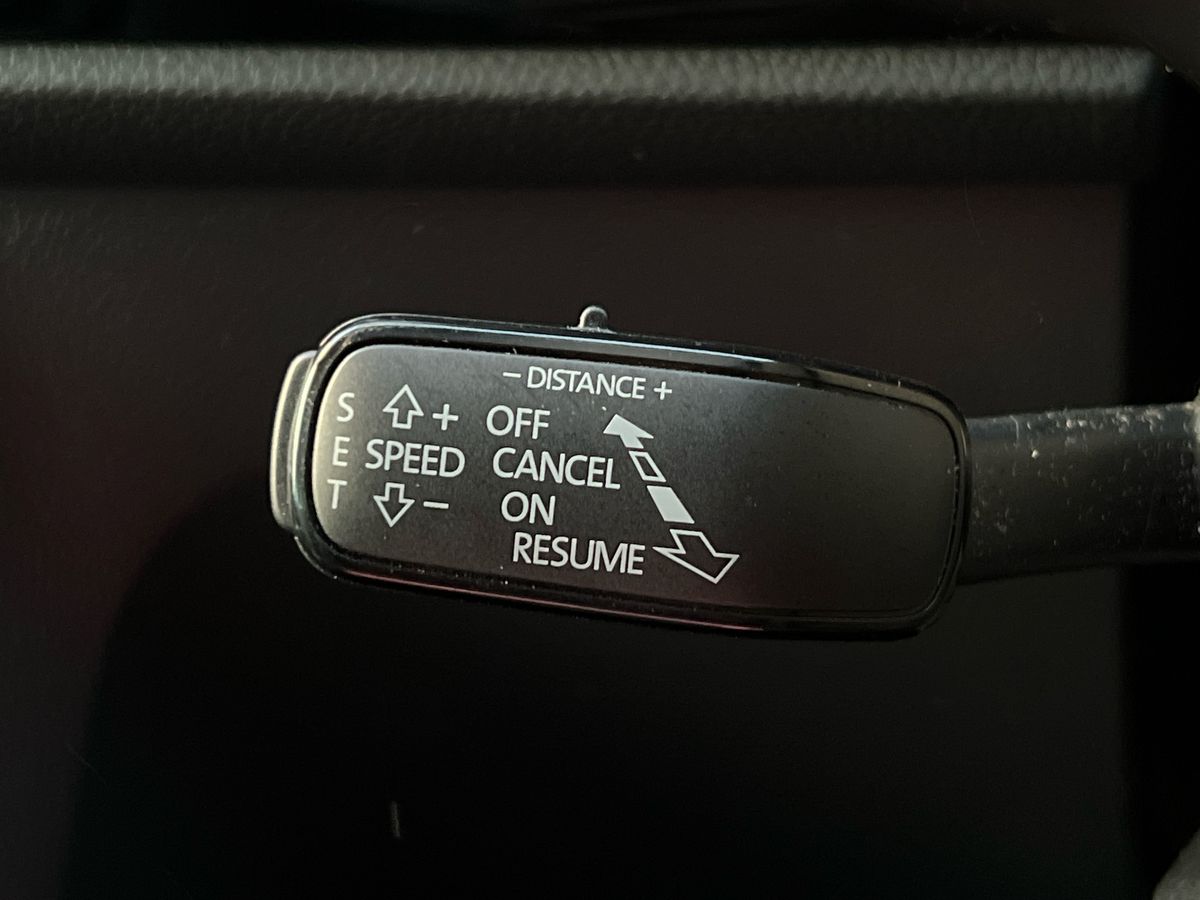 − DISTANCE +
S + OFF
E SPEED CANCEL
T − ON
RESUME